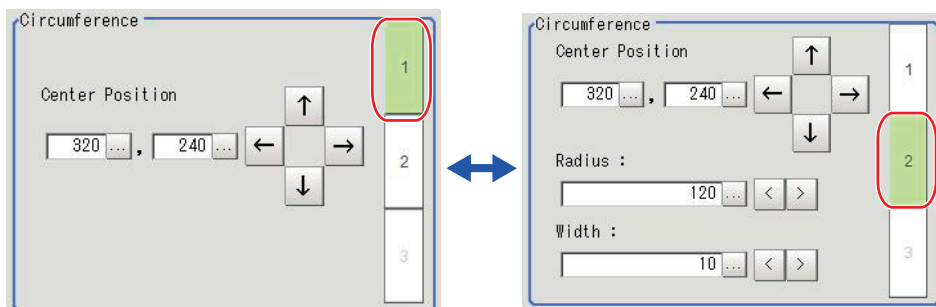 Circumference
1
Center Position
↑
320 ... , 240 ... ← →
2
↓
3
Circumference
Center Position
↑
1
320 ... , 240 ... ← →
↓
Radius :
2
120 ... < >
Width :
3
10 ... < >